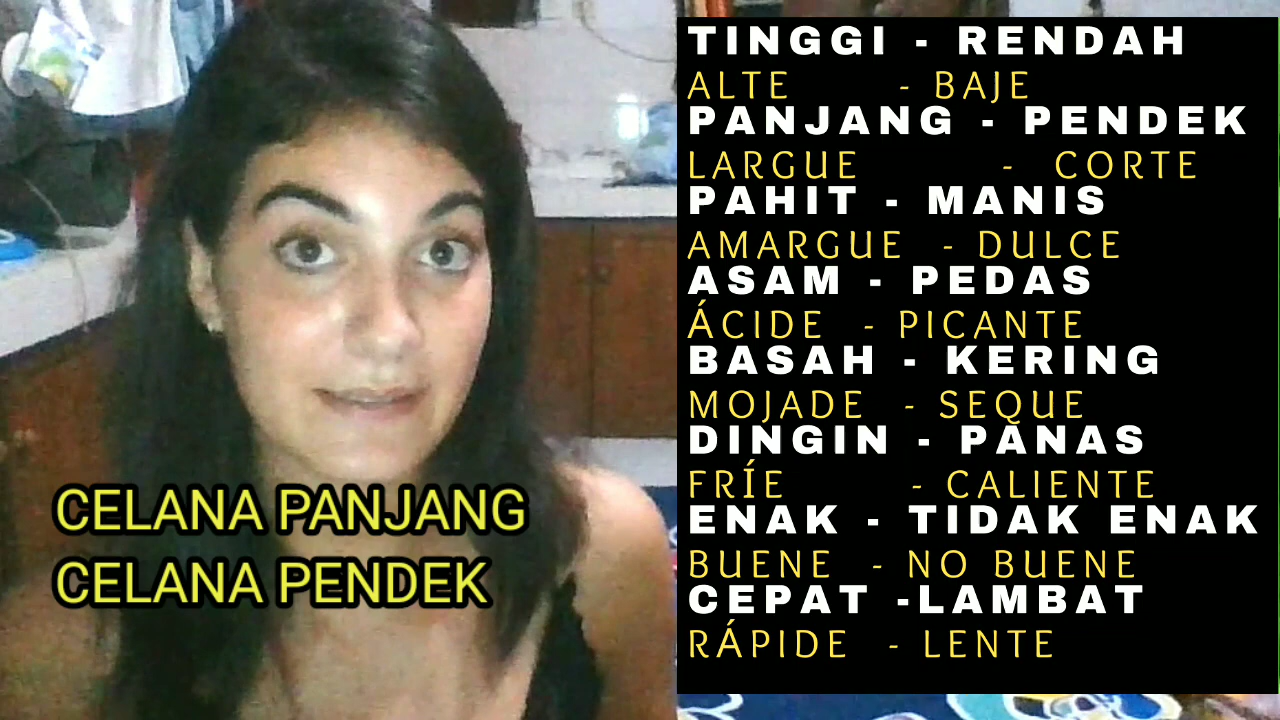 CELANA PANJANG
CELANA PENDEK
TINGGI - RENDAH
ALTE - BAJE
PANJANG - PENDEK
LARGUE - CORTE
PAHIT - MANIS
AMARGUE - DULCE
ASAM - PEDAS
ÁCIDE - PICANTE
BASAH - KERING
MOJADE - SEQUE
DINGIN - PANAS
FRÍE - CALIENTE
ENAK - TIDAK ENAK
BUENE - NO BUENE
CEPAT -LAMBAT
RÁPIDE - LENTE